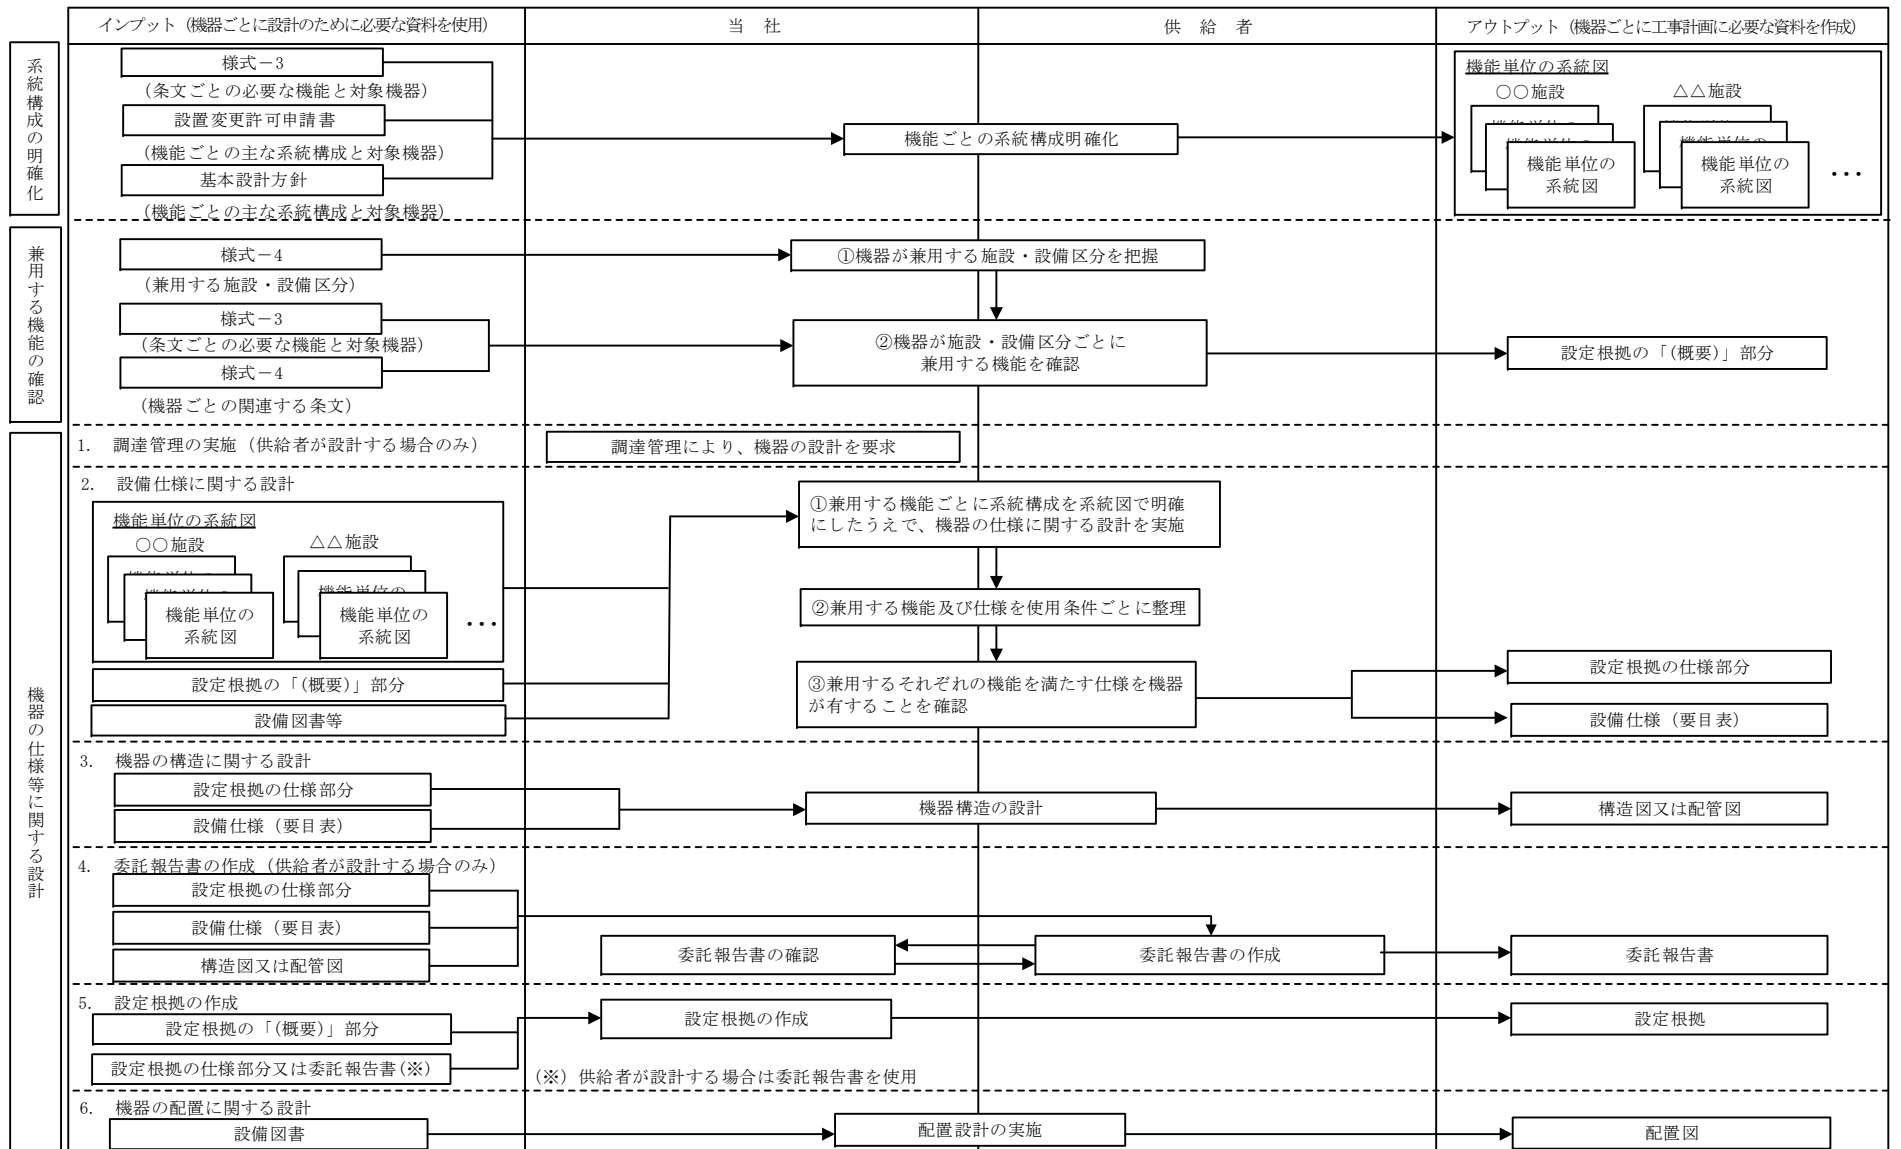 インプット（機器ごとに設計のために必要な資料を使用）
当 社
供 給 者
アウトプット（機器ごとに工事計画に必要な資料を作成）
系統構成の明確化
様式－3
（条文ごとの必要な機能と対象機器）
設置変更許可申請書
（機能ごとの主な系統構成と対象機器）
基本設計方針
（機能ごとの主な系統構成と対象機器）
機能ごとの系統構成明確化
機能単位の系統図
○○施設
△△施設
機能単位の
系統図
機能単位の
系統図
・・・
兼用する機能の確認
様式－4
（兼用する施設・設備区分）
様式－3
（条文ごとの必要な機能と対象機器）
様式－4
（機器ごとの関連する条文）
①機器が兼用する施設・設備区分を把握
②機器が施設・設備区分ごとに
兼用する機能を確認
設定根拠の「(概要)」部分
機器の仕様等に関する設計
1. 調達管理の実施（供給者が設計する場合のみ）
調達管理により、機器の設計を要求
2. 設備仕様に関する設計
機能単位の系統図
○○施設
△△施設
機能単位の
系統図
機能単位の
系統図
・・・
設定根拠の「(概要)」部分
設備図書等
①兼用する機能ごとに系統構成を系統図で明確
にしたうえで、機器の仕様に関する設計を実施
②兼用する機能及び仕様を使用条件ごとに整理
③兼用するそれぞれの機能を満たす仕様を機器
が有することを確認
設定根拠の仕様部分
設備仕様（要目表）
3. 機器の構造に関する設計
設定根拠の仕様部分
設備仕様（要目表）
機器構造の設計
構造図又は配管図
4. 委託報告書の作成（供給者が設計する場合のみ）
設定根拠の仕様部分
設備仕様（要目表）
構造図又は配管図
委託報告書の確認
委託報告書の作成
委託報告書
5. 設定根拠の作成
設定根拠の「(概要)」部分
設定根拠の仕様部分又は委託報告書(※)
設定根拠の作成
設定根拠
(※) 供給者が設計する場合は委託報告書を使用
6. 機器の配置に関する設計
設備図書
配置設計の実施
配置図